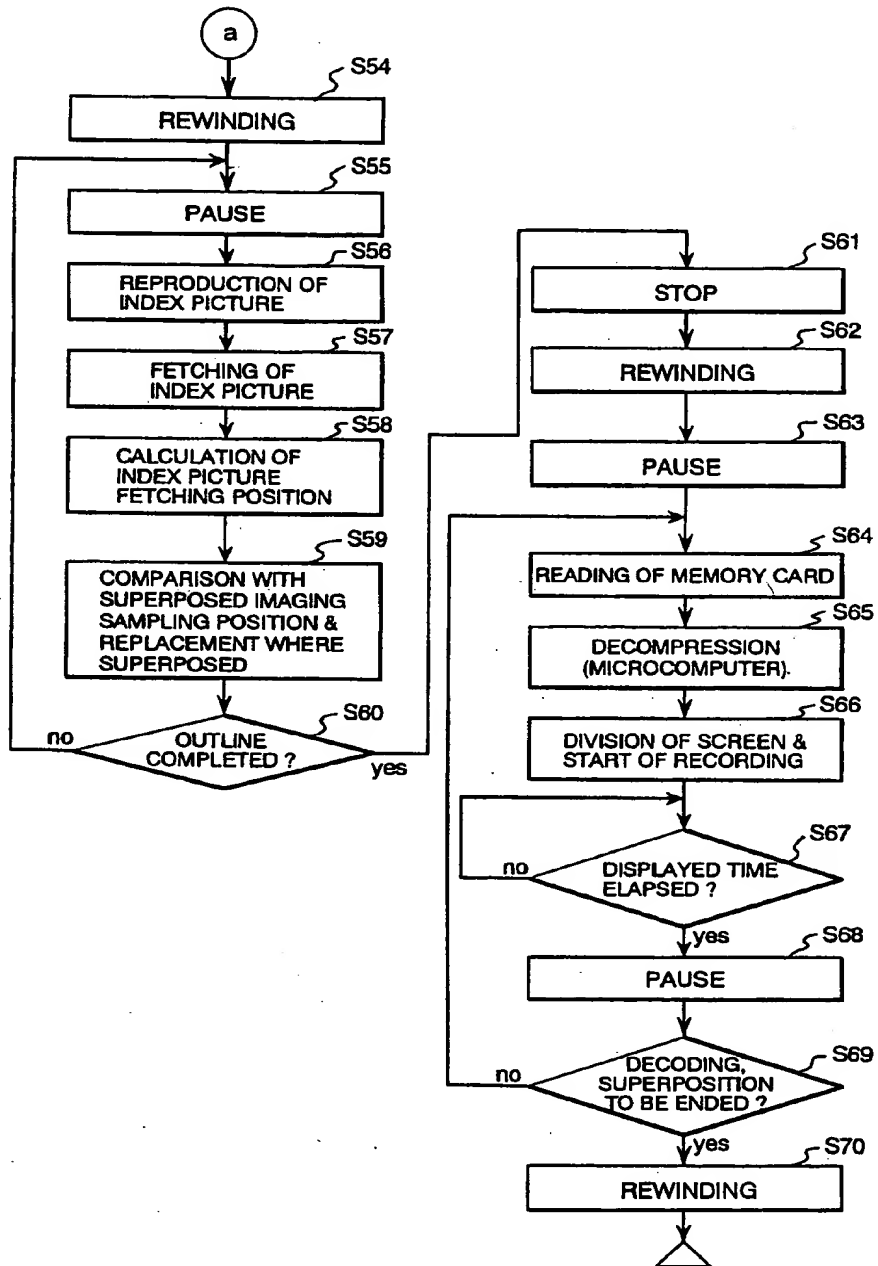 a
S54
REWINDING
S55
PAUSE
S56
REPRODUCTION OF
INDEX PICTURE
S57
FETCHING OF
INDEX PICTURE
S58
CALCULATION OF
INDEX PICTURE
FETCHING POSITION
S59
COMPARISON WITH
SUPERPOSED IMAGING
SAMPLING POSITION &
REPLACEMENT WHERE
SUPERPOSED
S60
OUTLINE
COMPLETED ?
no
yes
S61
STOP
S62
REWINDING
S63
PAUSE
S64
READING OF MEMORY CARD
S65
DECOMPRESSION
(MICROCOMPUTER).
S66
DIVISION OF SCREEN &
START OF RECORDING
S67
DISPLAYED TIME
ELAPSED ?
no
yes
S68
PAUSE
S69
DECODING,
SUPERPOSITION
TO BE ENDED ?
no
yes
S70
REWINDING